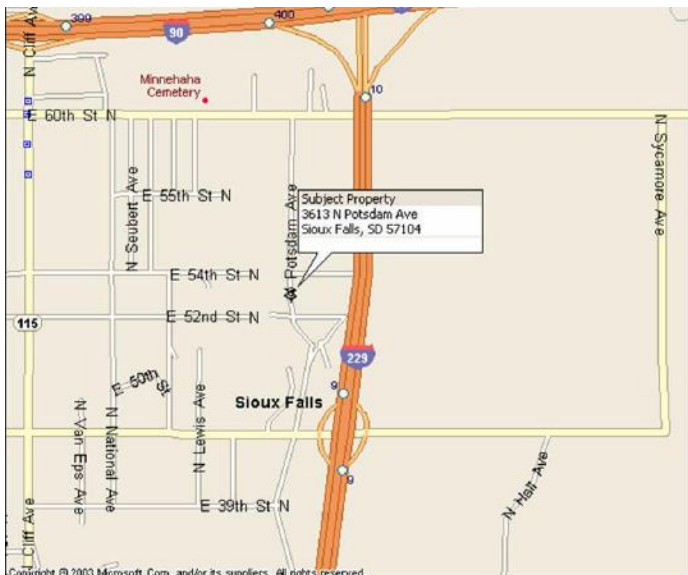 N Cliff Ave
399
90
400
Minnehaha
Cemetery
10
E 60th St N
N Sycamore Ave
N Seubert Ave
E 55th St N
N Potsdam Ave
Subject Property
3613 N Potsdam Ave
Sioux Falls, SD 57104
E 54th St N
E 52nd St N
115
229
E 50th St
9
Sioux Falls
N Van Eps Ave
N National Ave
N Lewis Ave
9
E 39th St N
N Hall Ave
N Cliff Ave
Copyright © 2003 Microsoft Corp. and/or its suppliers. All rights reserved.